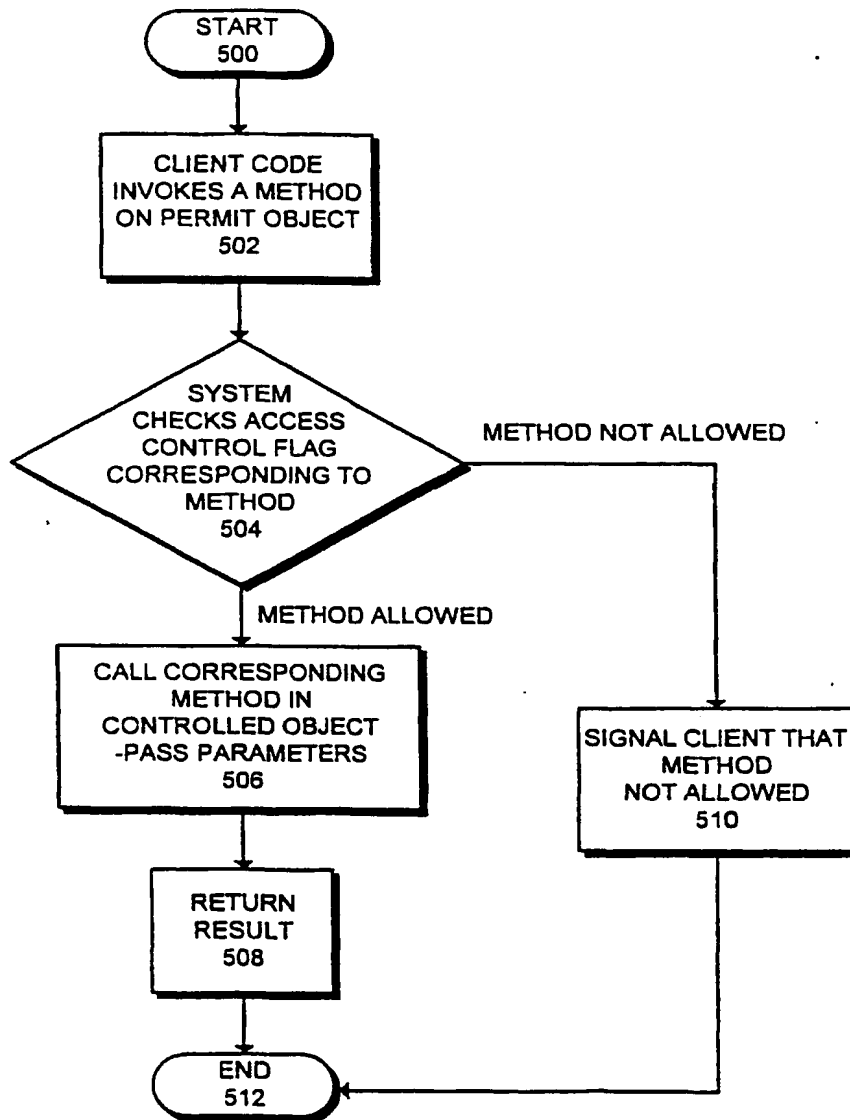 START
500
CLIENT CODE
INVOKES A METHOD
ON PERMIT OBJECT
502
SYSTEM
CHECKS ACCESS
CONTROL FLAG
CORRESPONDING TO
METHOD
504
METHOD NOT ALLOWED
METHOD ALLOWED
CALL CORRESPONDING
METHOD IN
CONTROLLED OBJECT
-PASS PARAMETERS
506
SIGNAL CLIENT THAT
METHOD
NOT ALLOWED
510
RETURN
RESULT
508
END
512